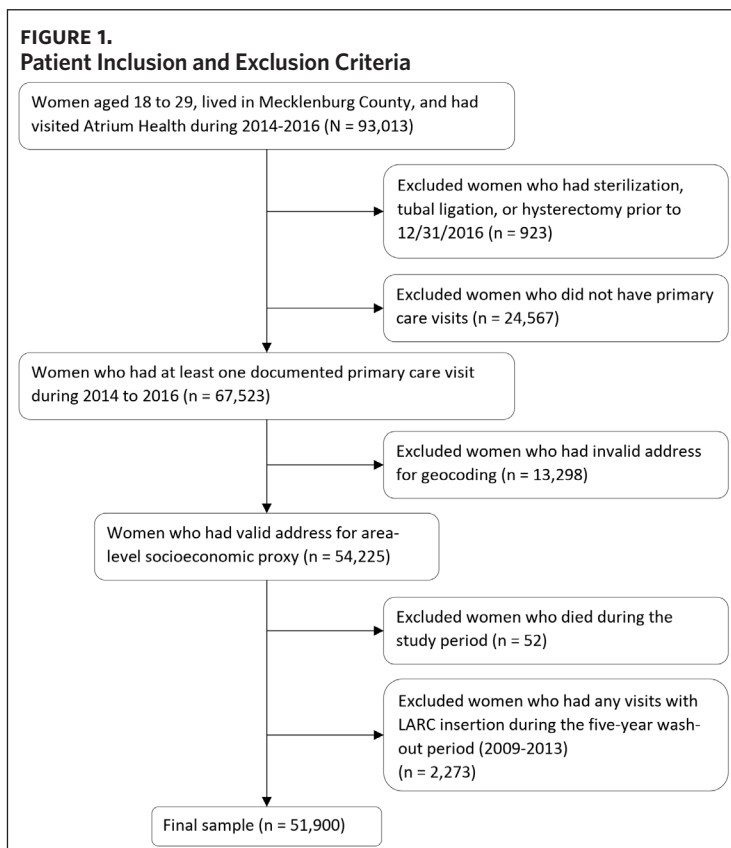 FIGURE 1.
Patient Inclusion and Exclusion Criteria
Women aged 18 to 29, lived in Mecklenburg County, and had
visited Atrium Health during 2014-2016 (N = 93,013)
Excluded women who had sterilization,
tubal ligation, or hysterectomy prior to
12/31/2016 (n = 923)
Excluded women who did not have primary
care visits (n = 24,567)
Women who had at least one documented primary care visit
during 2014 to 2016 (n = 67,523)
Excluded women who had invalid address
for geocoding (n = 13,298)
Women who had valid address for area-
level socioeconomic proxy (n = 54,225)
Excluded women who died during the
study period (n = 52)
Excluded women who had any visits with
LARC insertion during the five-year wash-
out period (2009-2013)
(n = 2,273)
Final sample (n = 51,900)